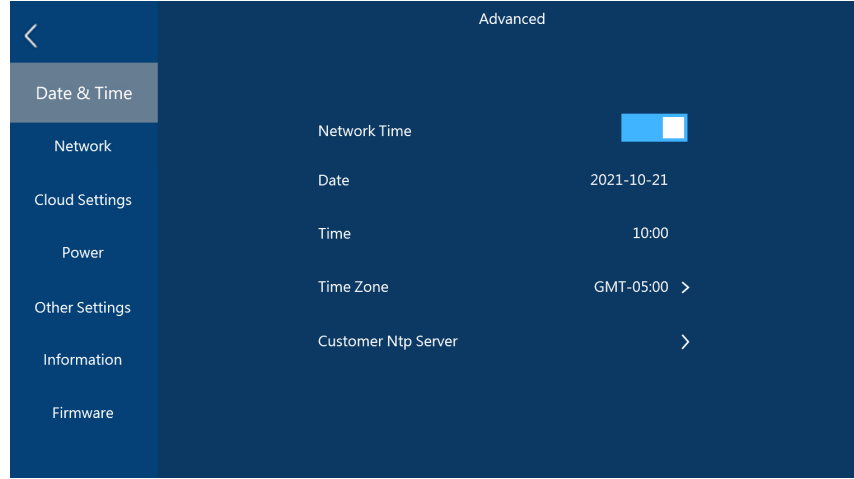 Advanced
Date & Time
Network
Cloud Settings
Power
Other Settings
Information
Firmware
Network Time
Date 2021-10-21
Time 10:00
Time Zone GMT-05:00
Customer Ntp Server